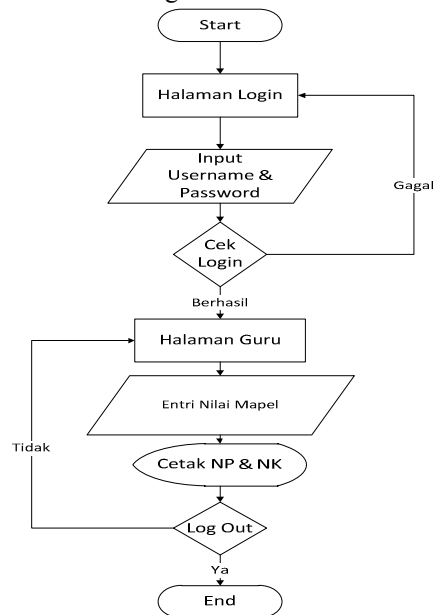 Start
Halaman Login
Input
Username &
Password
Gagal
Cek
Login
Berhasil
Halaman Guru
Entri Nilai Mapel
Tidak
Cetak NP & NK
Log Out
Ya
End